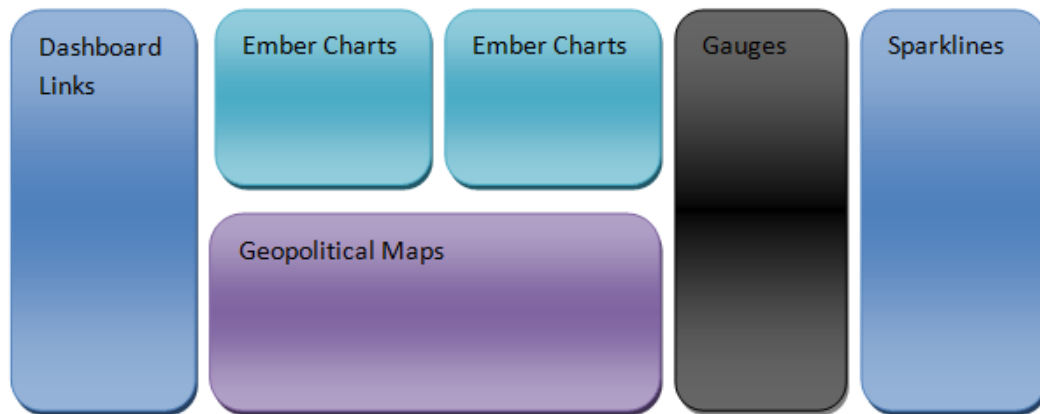 Dashboard
Links
Ember Charts
Ember Charts
Gauges
Sparklines
Geopolitical Maps